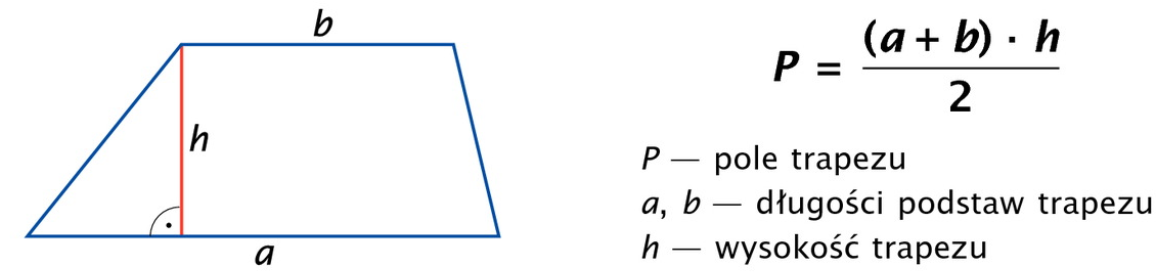 b
h
a
P = (a + b) · h / 2
P — pole trapezu
a, b — długości podstaw trapezu
h — wysokość trapezu